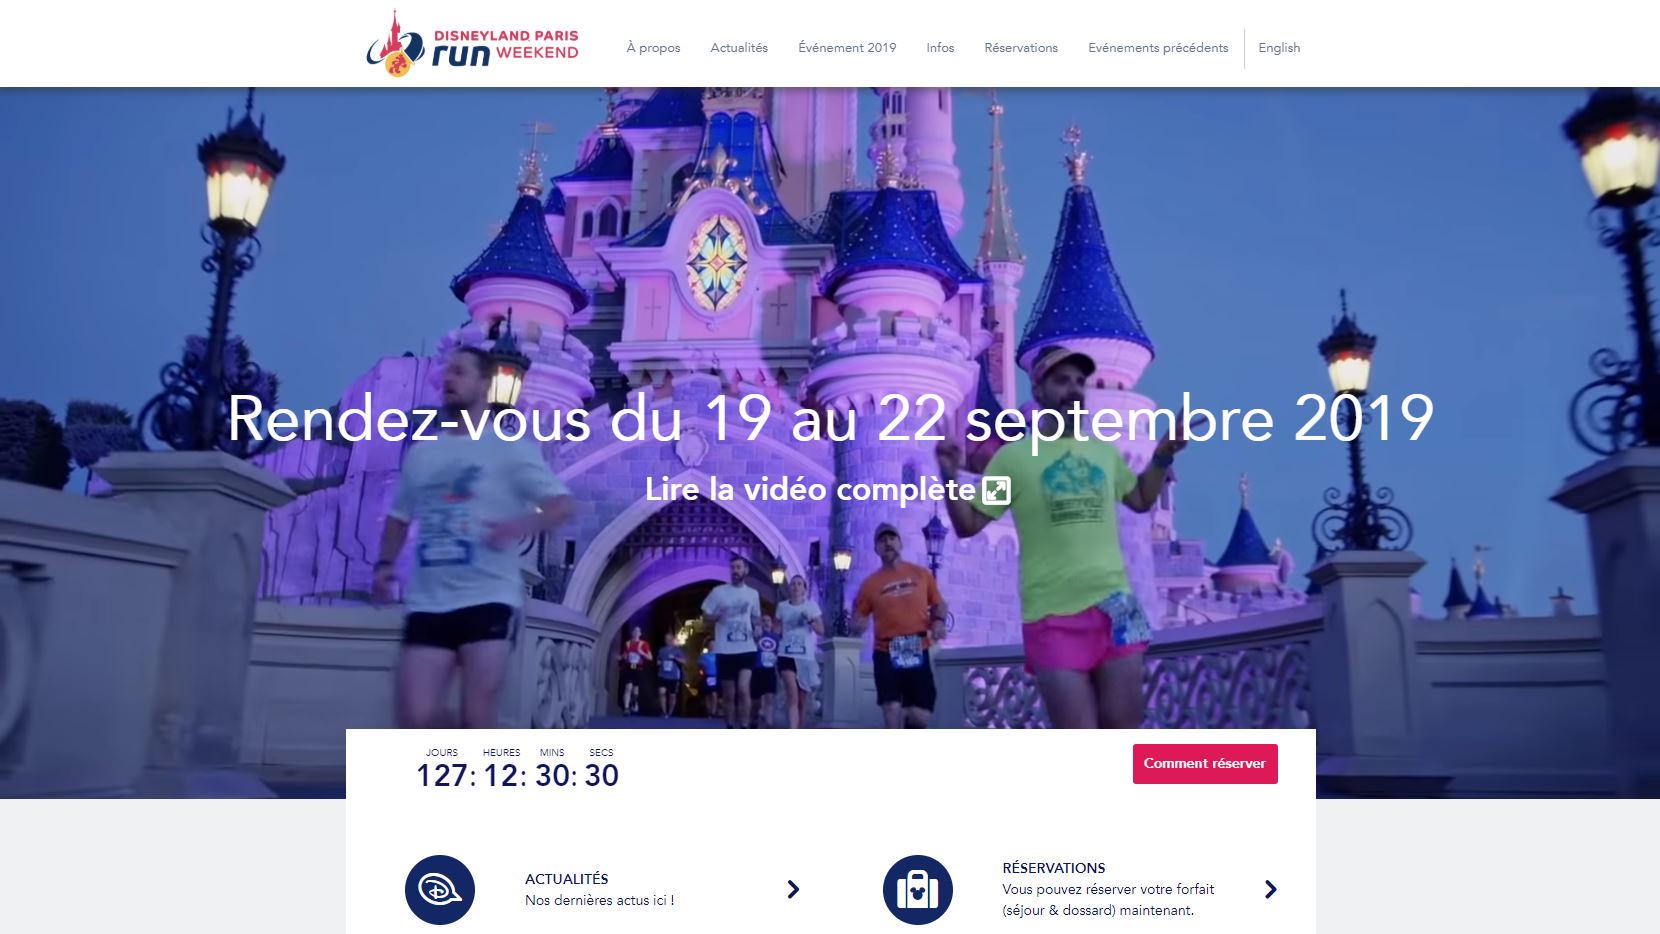 DISNEYLAND PARIS
run WEEKEND
À propos
Actualités
Événement 2019
Infos
Réservations
Evénements précédents
English
Rendez-vous du 19 au 22 septembre 2019
Lire la vidéo complète
JOURS HEURES MINS SECS
127: 12: 30: 30
Comment réserver
ACTUALITÉS
Nos dernières actus ici !
RÉSERVATIONS
Vous pouvez réserver votre forfait
(séjour & dossard) maintenant.